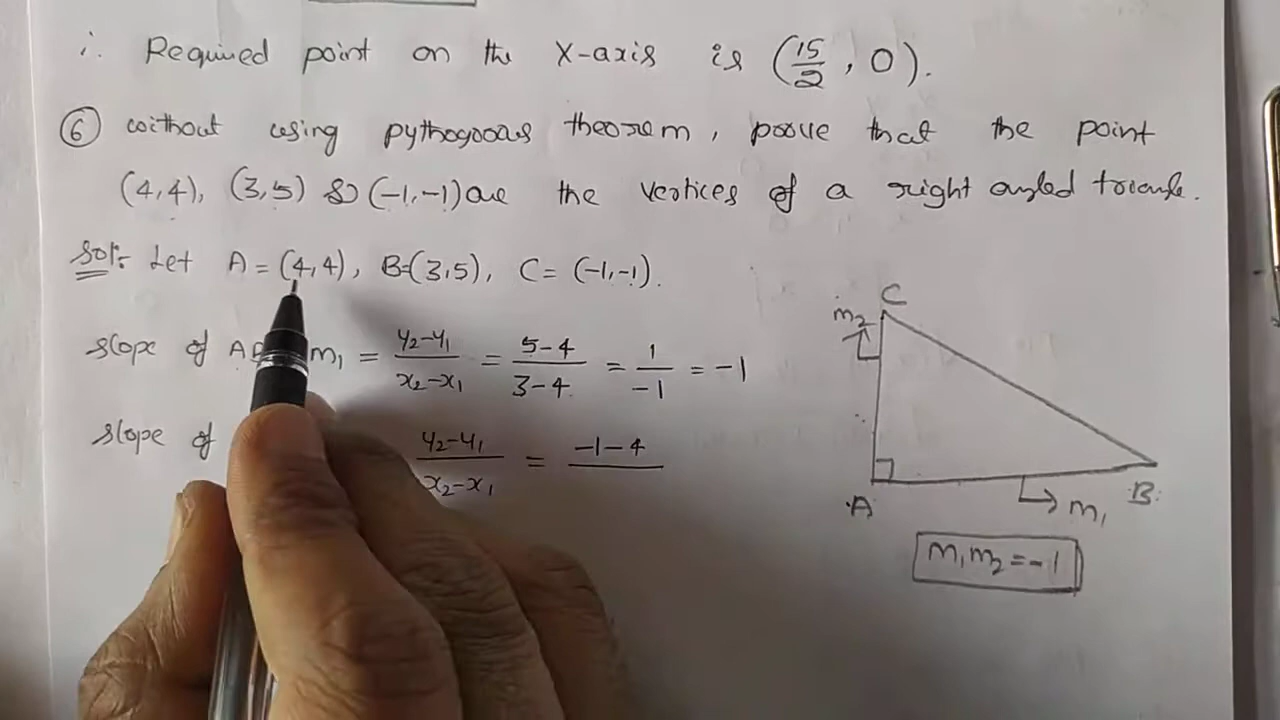 ∴ Required point on the X-axis is (15/2, 0).
⑥ without using pythogoras theorem, proove that the point
(4,4), (3,5) & (-1,-1) are the vertices of a right angled triangle.
Sol:- Let A = (4,4), B=(3,5), C= (-1,-1).
slope of m₁ = y₂-y₁/x₂-x₁ = 5-4/3-4 = 1/-1 = -1
slope of y₂-y₁/x₂-x₁ = -1-4
C
m₂
A
B
m₁
m₁m₂=-1